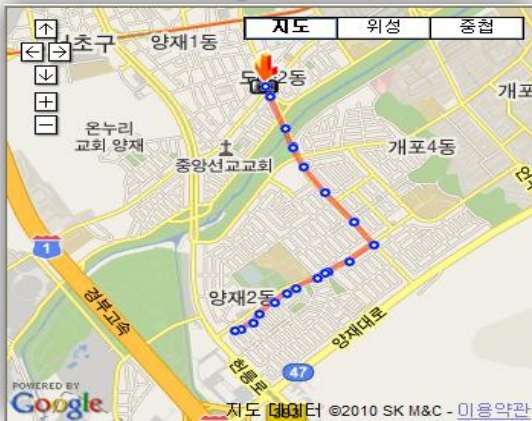 지도 위성 중첩
초구 양재1동
2동
개포
온누리
교회 양재
중앙선교교회
개포4동
1
양재2동
경부고속
양재대로
47
헌릉로
POWERED BY
Google
지도 데이터 ©2010 SK M&C - 이용약관